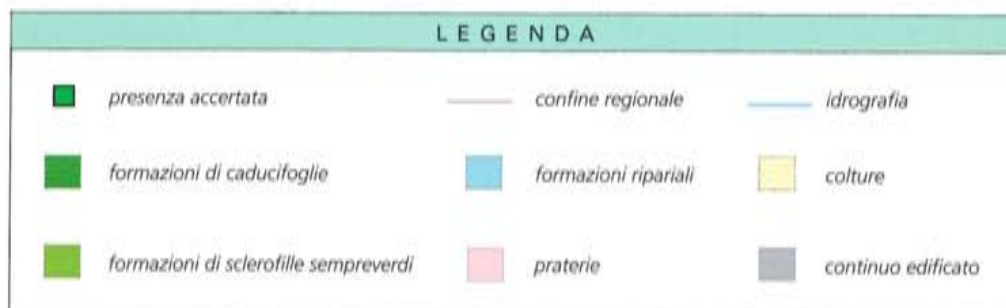 LEGENDA
presenza accertata
confine regionale
idrografia
formazioni di caducifoglie
formazioni ripariali
colture
formazioni di sclerofille sempreverdi
praterie
continuo edificato